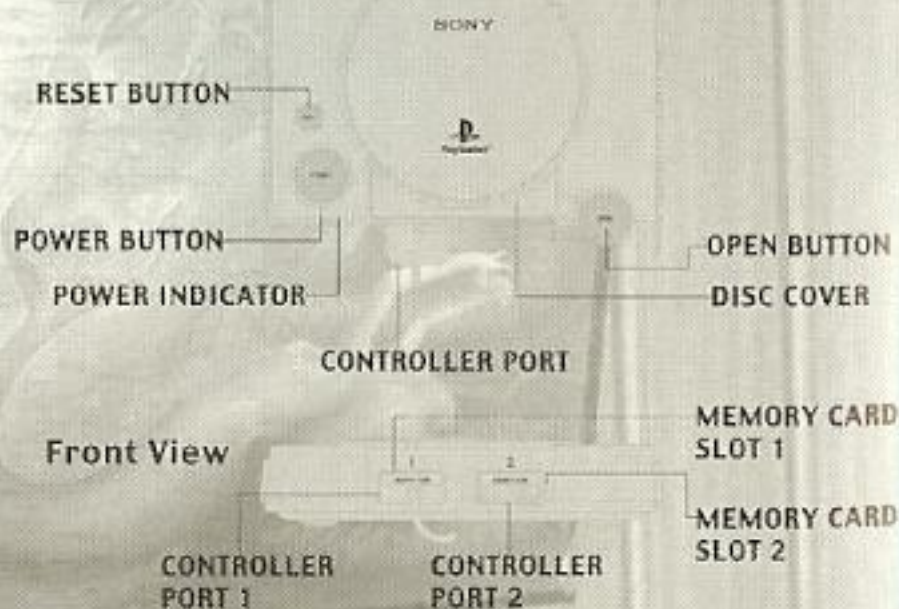 SONY
RESET BUTTON
PlayStation
POWER BUTTON
OPEN BUTTON
POWER INDICATOR
DISC COVER
CONTROLLER PORT
MEMORY CARD
SLOT 1
Front View
1
2
MEMORY CARD
SLOT 2
CONTROLLER
PORT 1
CONTROLLER
PORT 2